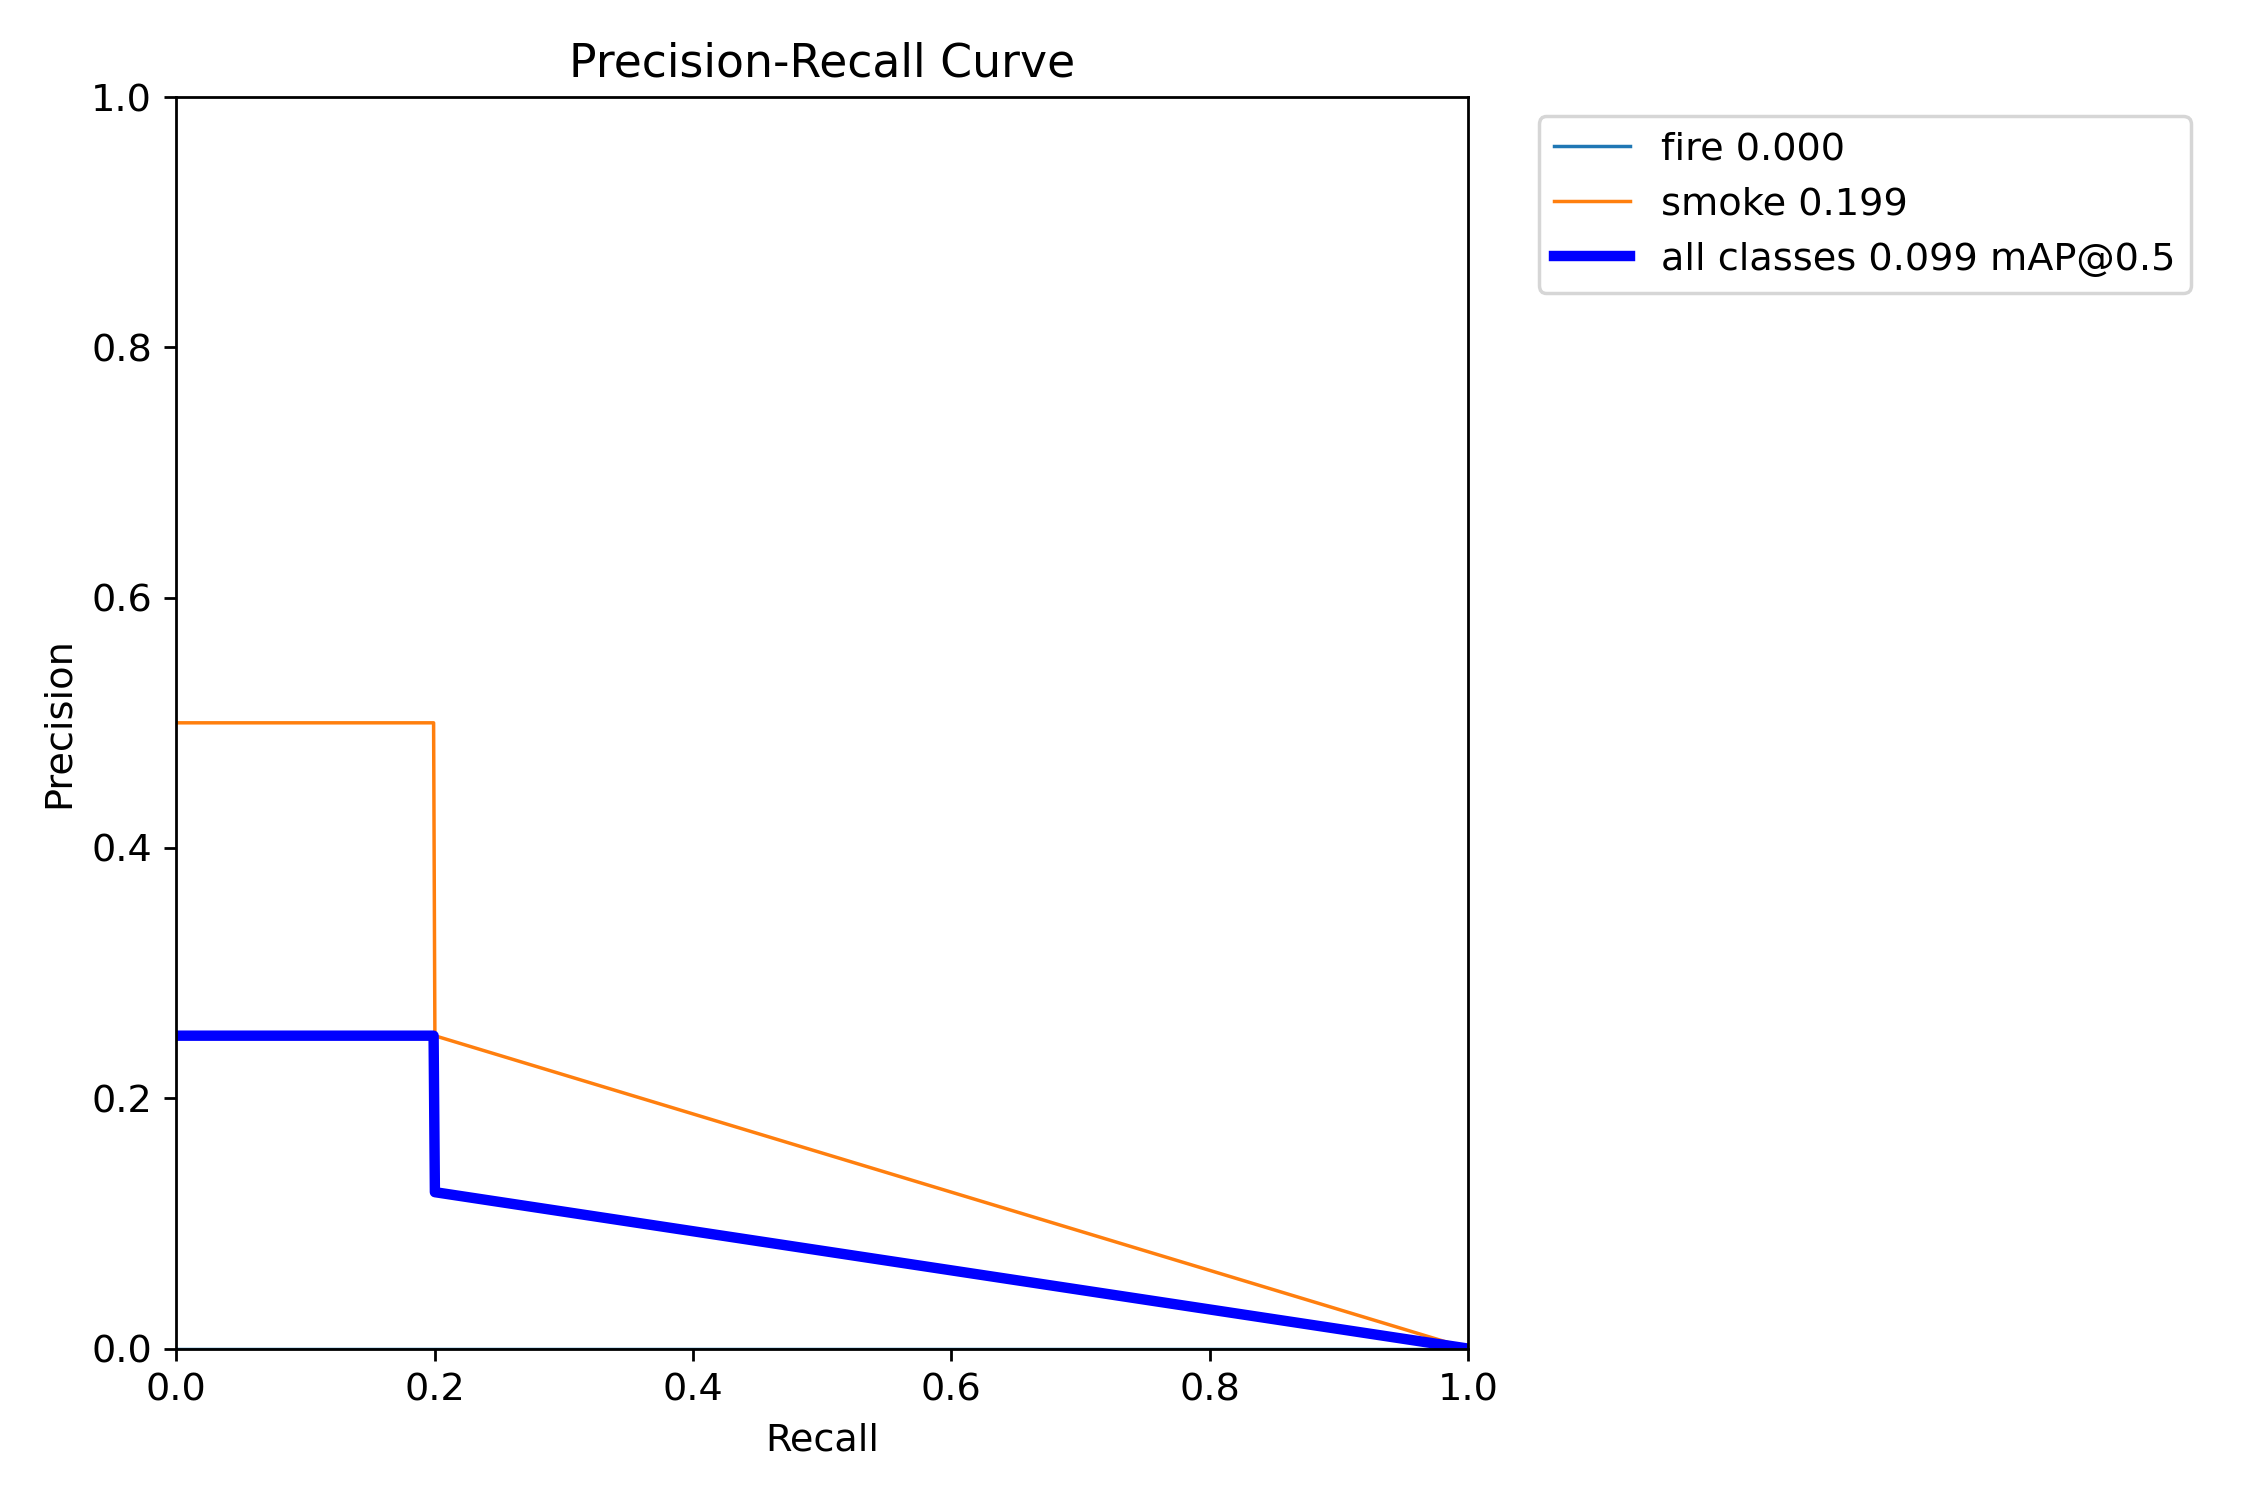 Precision-Recall Curve
1.0
0.8
0.6
0.4
0.2
0.0
Precision
0.0 0.2 0.4 0.6 0.8 1.0
Recall
fire 0.000
smoke 0.199
all classes 0.099 mAP@0.5